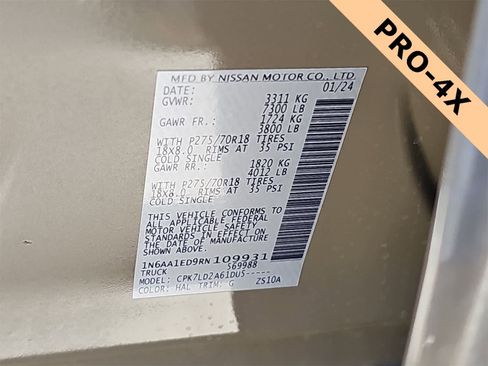 PRO-4X
MFD BY NISSAN MOTOR CO., LTD
DATE: 01/24
GVWR: 3311 KG
7300 LB
GAWR FR.: 1724 KG
3800 LB
WITH P275/70R18 TIRES
18X8.0 RIMS AT 35 PSI
COLD SINGLE
GAWR RR.: 1820 KG
4012 LB
WITH P275/70R18 TIRES
18X8.0 RIMS AT 35 PSI
COLD SINGLE
THIS VEHICLE CONFORMS TO
ALL APPLICABLE FEDERAL
MOTOR VEHICLE SAFETY
STANDARDS IN EFFECT ON
THE DATE OF MANUFACTURE
SHOWN ABOVE.
1N6AA1ED9RN109931
TRUCK 569988
MODEL: CPK7LD2A61DU5-----
COLOR: HAL TRIM: G ZS10A